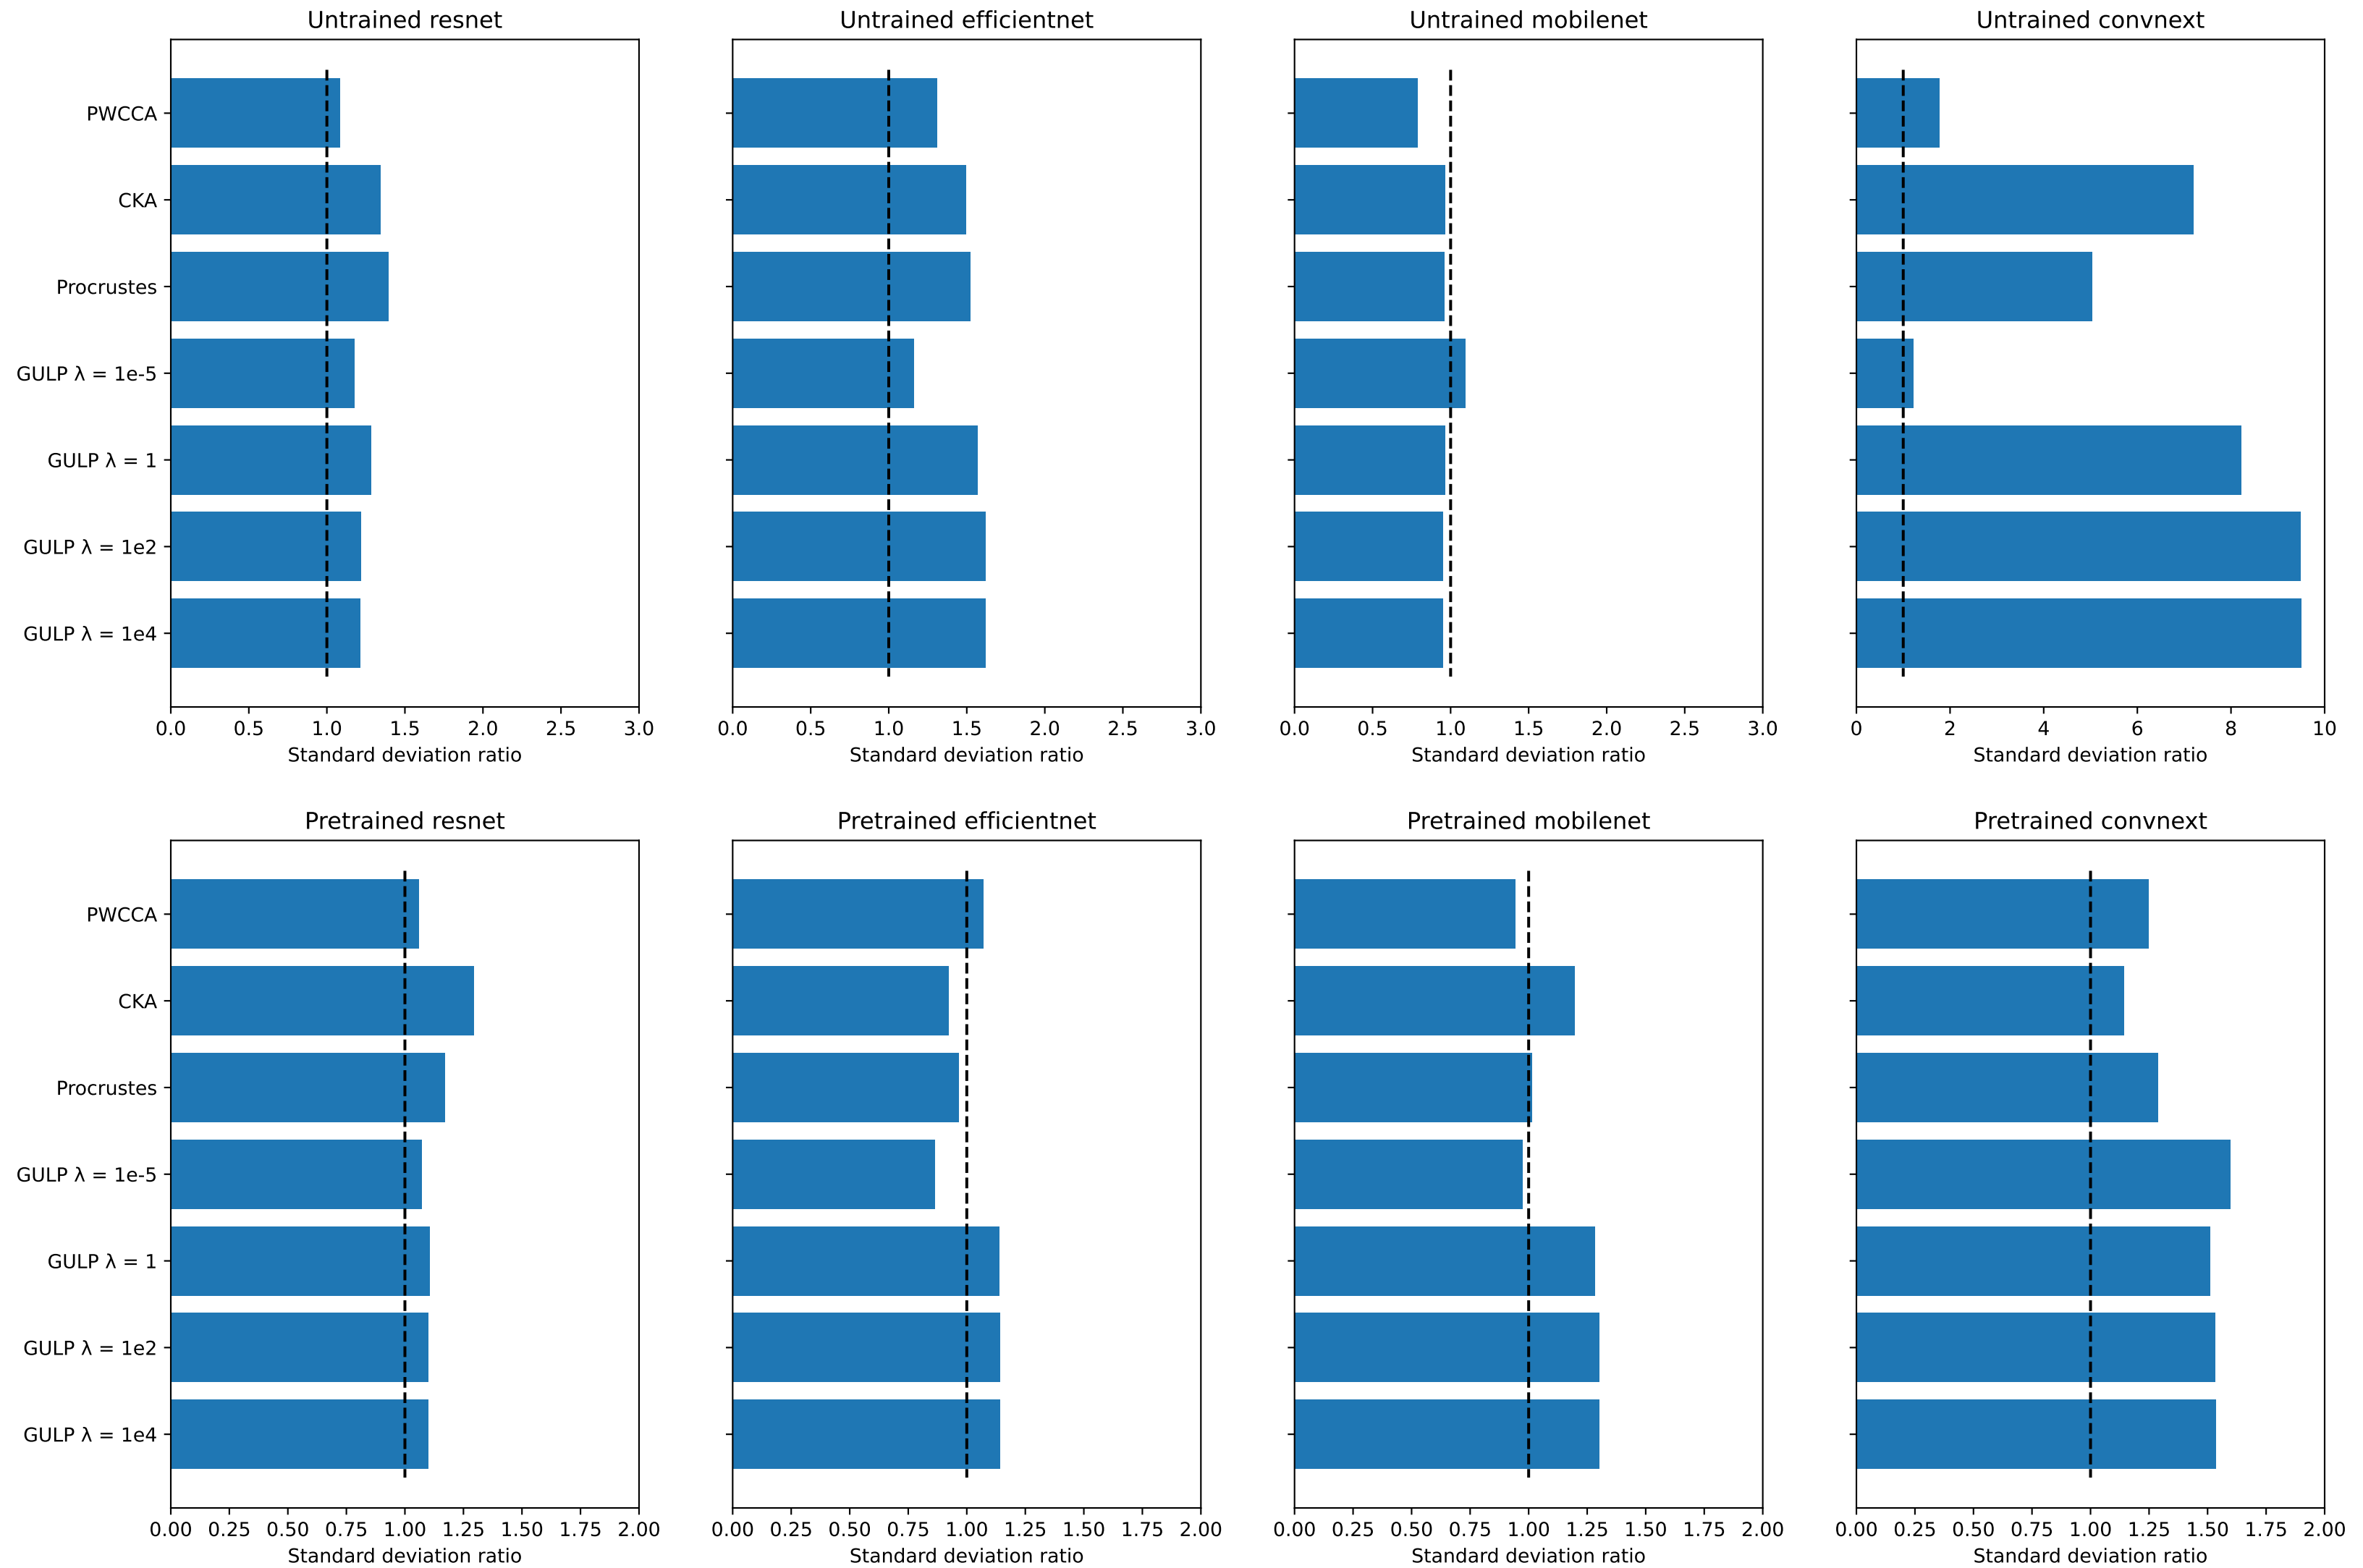 Untrained resnet
Untrained efficientnet
Untrained mobilenet
Untrained convnext
PWCCA
CKA
Procrustes
GULP λ = 1e-5
GULP λ = 1
GULP λ = 1e2
GULP λ = 1e4
0.0 0.5 1.0 1.5 2.0 2.5 3.0
0.0 0.5 1.0 1.5 2.0 2.5 3.0
0.0 0.5 1.0 1.5 2.0 2.5 3.0
0 2 4 6 8 10
Standard deviation ratio
Standard deviation ratio
Standard deviation ratio
Standard deviation ratio
Pretrained resnet
Pretrained efficientnet
Pretrained mobilenet
Pretrained convnext
PWCCA
CKA
Procrustes
GULP λ = 1e-5
GULP λ = 1
GULP λ = 1e2
GULP λ = 1e4
0.00 0.25 0.50 0.75 1.00 1.25 1.50 1.75 2.00
0.00 0.25 0.50 0.75 1.00 1.25 1.50 1.75 2.00
0.00 0.25 0.50 0.75 1.00 1.25 1.50 1.75 2.00
0.00 0.25 0.50 0.75 1.00 1.25 1.50 1.75 2.00
Standard deviation ratio
Standard deviation ratio
Standard deviation ratio
Standard deviation ratio